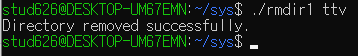 stud626@DESKTOP-UM67EMN:~/sys$ ./rmdir1 ttv
Directory removed successfully.
stud626@DESKTOP-UM67EMN:~/sys$